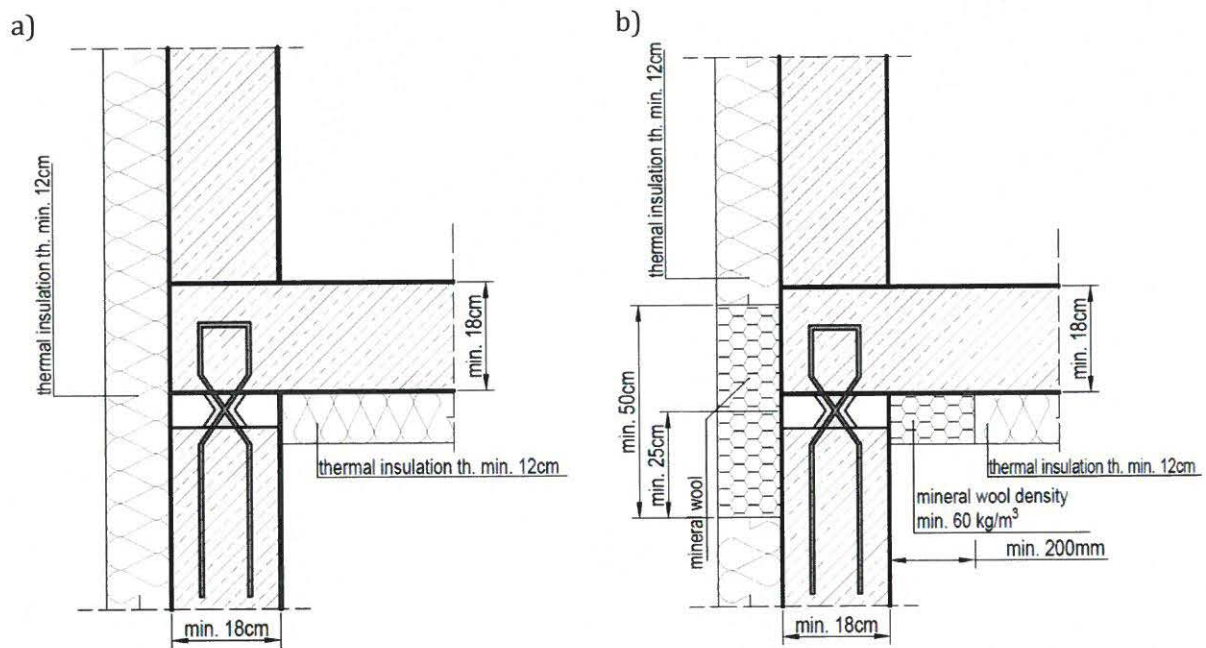 a)
thermal insulation th. min. 12cm
min. 18cm
thermal insulation th. min. 12cm
min. 18cm
b)
thermal insulation th. min. 12cm
min. 18cm
min. 50cm
min. 25cm
mineral wool
thermal insulation th. min. 12cm
mineral wool density
min. 60 kg/m³
min. 200mm
min. 18cm